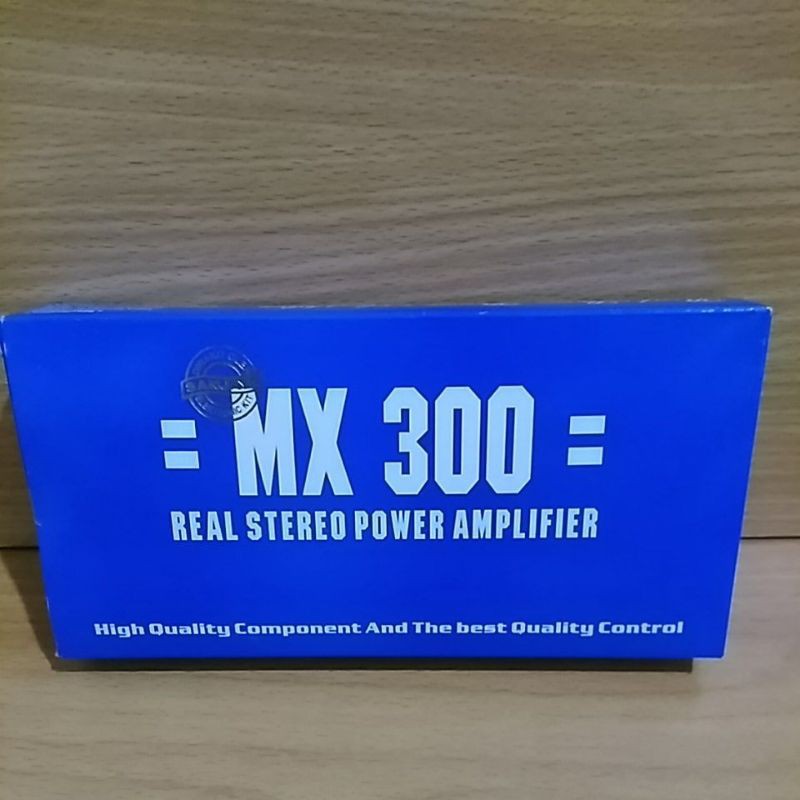 = MX 300 =
REAL STEREO POWER AMPLIFIER
High Quality Component And The best Quality Control